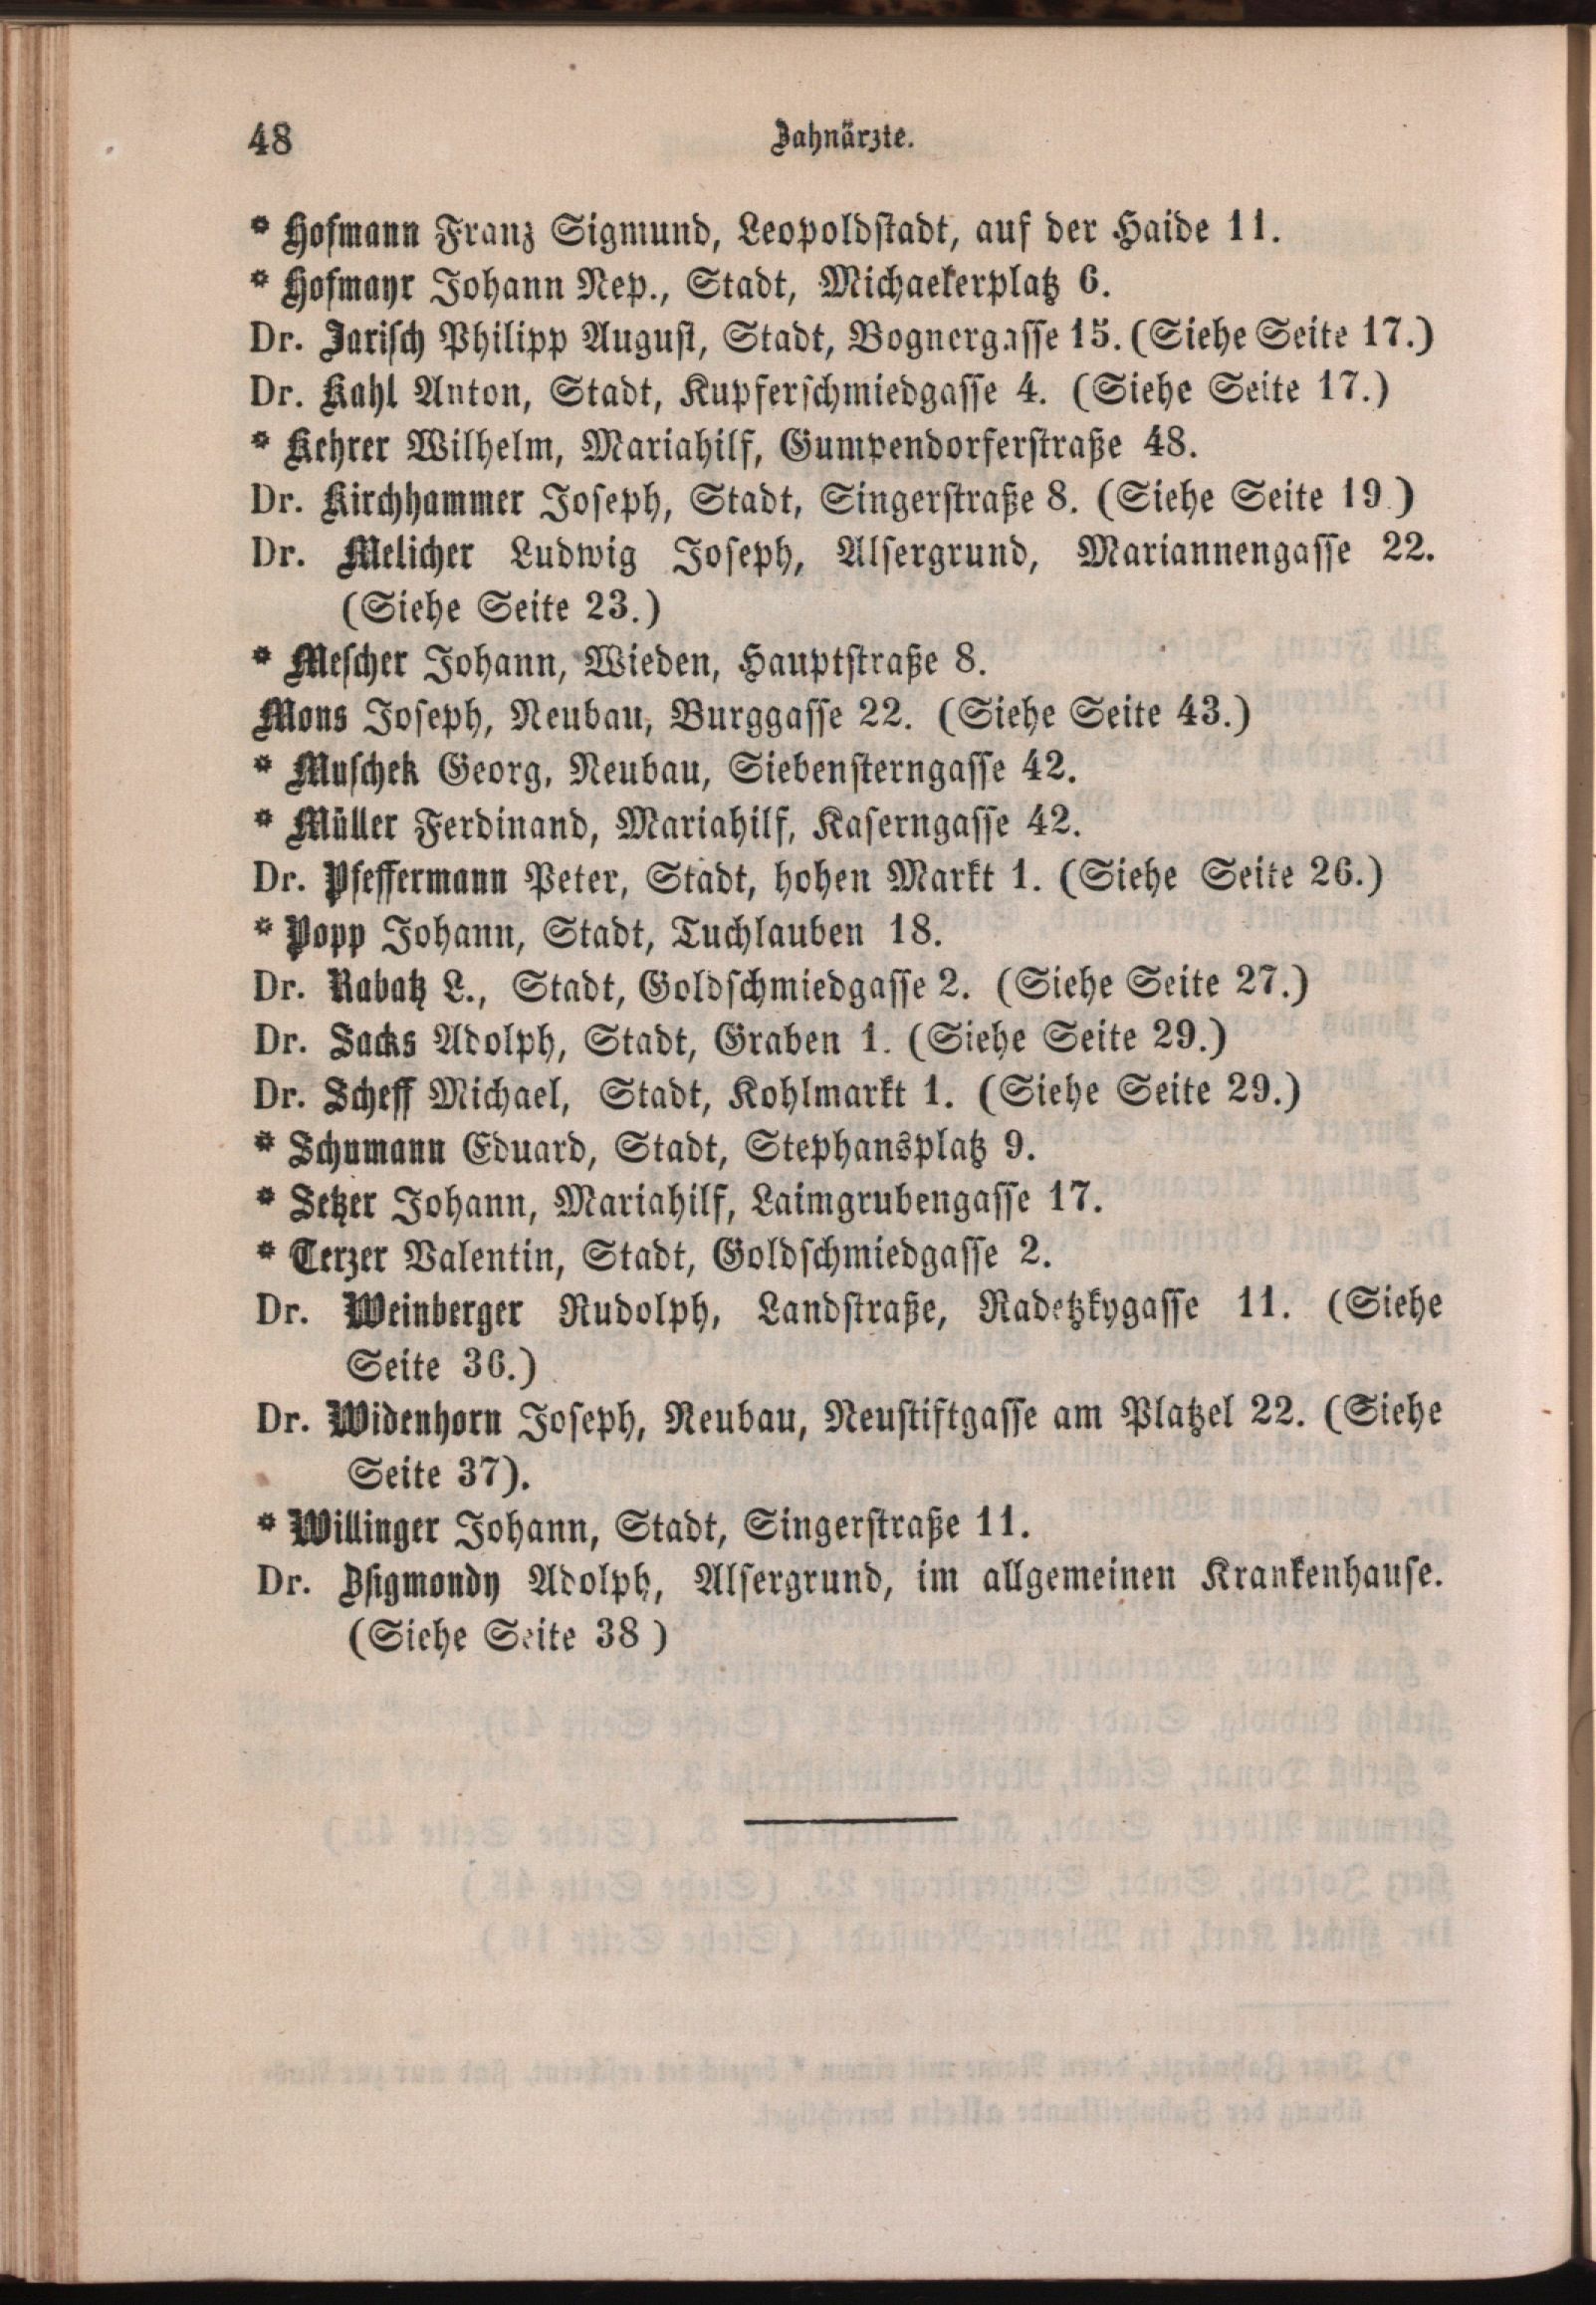 48
Zahnärzte.
* Hofmann Franz Sigmund, Leopoldstadt, auf der Haide 11.
* Hofmayr Johann Nep., Stadt, Michaekerplatz 6.
Dr. Jarisch Philipp August, Stadt, Bognergasse 15. (Siehe Seite 17.)
Dr. Kahl Anton, Stadt, Kupferschmiedgasse 4. (Siehe Seite 17.)
* Kehrer Wilhelm, Mariahilf, Gumpendorferstraße 48.
Dr. Kirchhammer Joseph, Stadt, Singerstraße 8. (Siehe Seite 19.)
Dr. Melicher Ludwig Joseph, Alsergrund, Mariannengasse 22.
(Siehe Seite 23.)
* Mescher Johann, Wieden, Hauptstraße 8.
Mons Joseph, Neubau, Burggasse 22. (Siehe Seite 43.)
* Muschek Georg, Neubau, Siebensterngasse 42.
* Müller Ferdinand, Mariahilf, Kaserngasse 42.
Dr. Pfeffermann Peter, Stadt, hohen Markt 1. (Siehe Seite 26.)
* Popp Johann, Stadt, Tuchlauben 18.
Dr. Rabatz L., Stadt, Goldschmiedgasse 2. (Siehe Seite 27.)
Dr. Sacks Adolph, Stadt, Graben 1. (Siehe Seite 29.)
Dr. Scheff Michael, Stadt, Kohlmarkt 1. (Siehe Seite 29.)
* Schumann Eduard, Stadt, Stephansplatz 9.
* Setzer Johann, Mariahilf, Laimgrubengasse 17.
* Terzer Valentin, Stadt, Goldschmiedgasse 2.
Dr. Weinberger Rudolph, Landstraße, Radetzkygasse 11. (Siehe
Seite 36.)
Dr. Widenhorn Joseph, Neubau, Neustiftgasse am Platzel 22. (Siehe
Seite 37).
* Willinger Johann, Stadt, Singerstraße 11.
Dr. Zsigmondy Adolph, Alsergrund, im allgemeinen Krankenhause.
(Siehe Seite 38 )